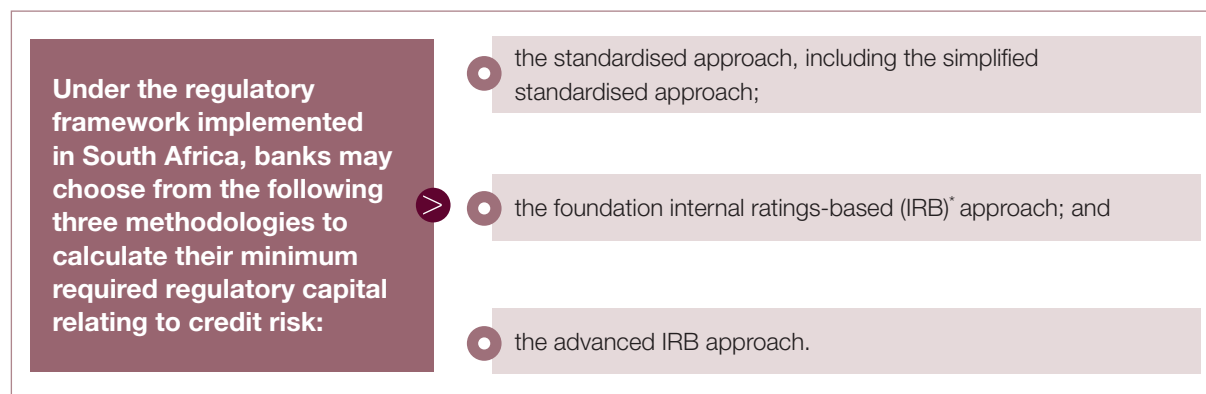 Under the regulatory
framework implemented
in South Africa, banks may
choose from the following
three methodologies to
calculate their minimum
required regulatory capital
relating to credit risk:
>
the standardised approach, including the simplified
standardised approach;
the foundation internal ratings-based (IRB)* approach; and
the advanced IRB approach.